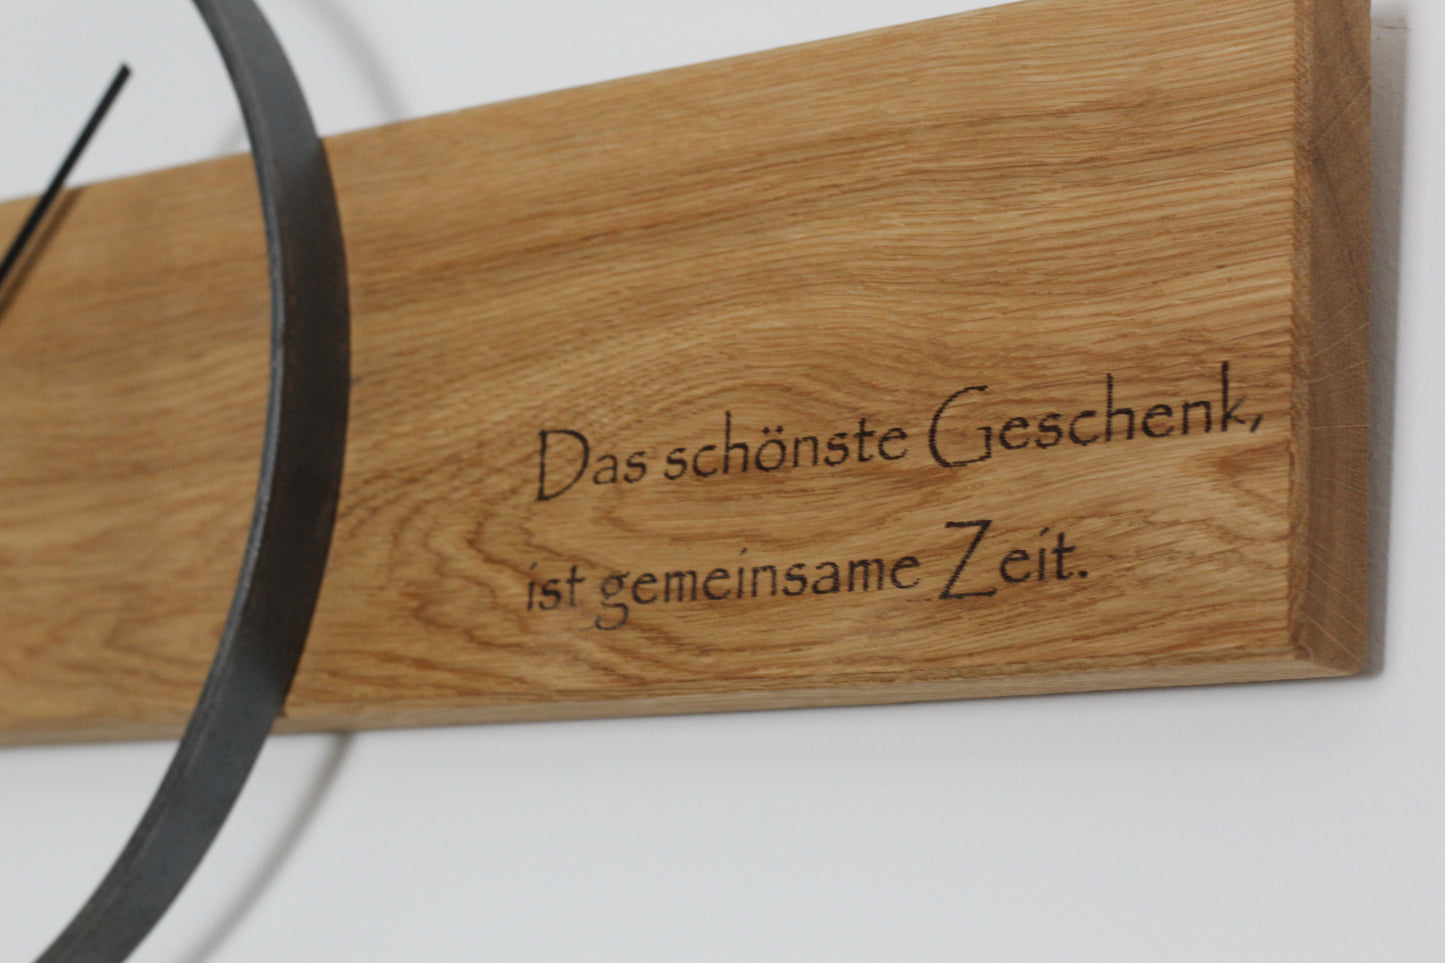 Das schönste Geschenk,
ist gemeinsame Zeit.